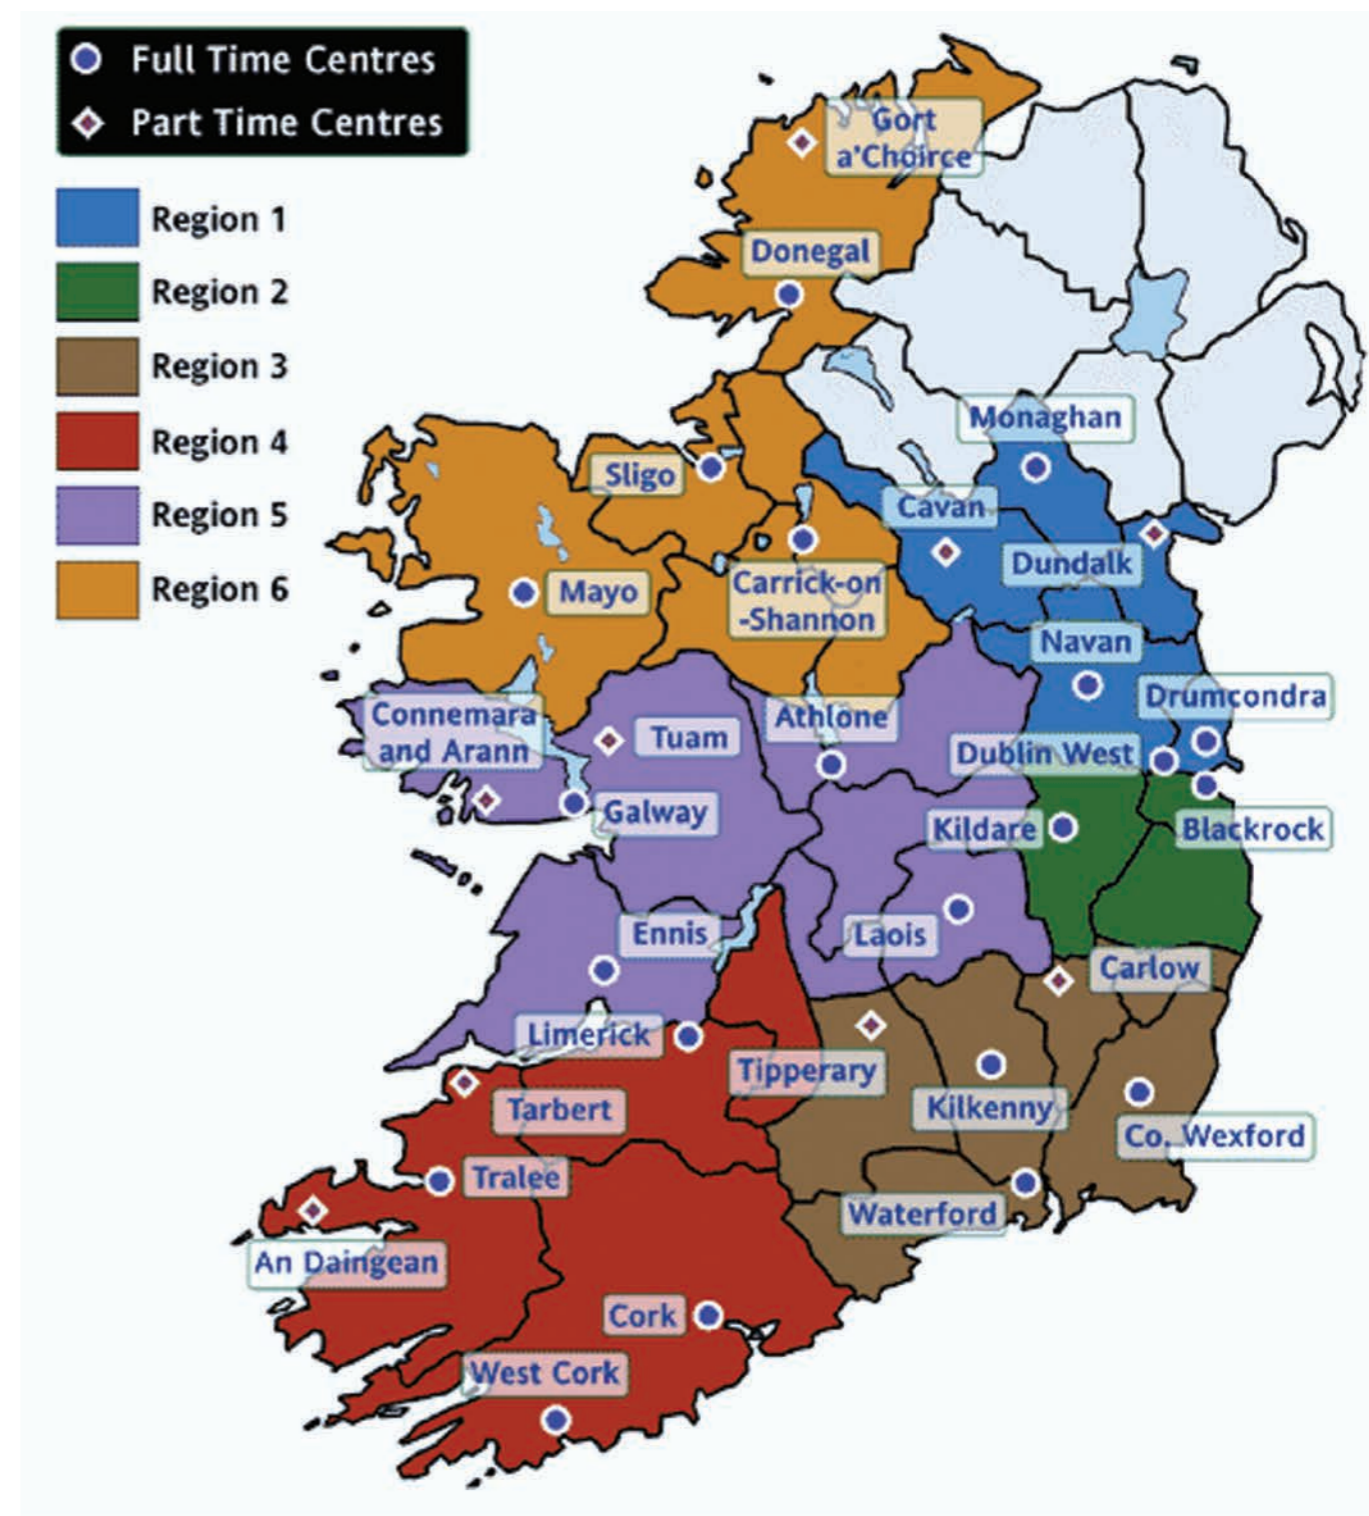 Full Time Centres
Part Time Centres
Region 1
Region 2
Region 3
Region 4
Region 5
Region 6
Gort
a'Choirce
Donegal
Monaghan
Sligo
Cavan
Dundalk
Mayo
Carrick-on
-Shannon
Navan
Drumcondra
Connemara
and Arann
Tuam
Athlone
Dublin West
Galway
Kildare
Blackrock
Ennis
Laois
Carlow
Limerick
Tipperary
Tarbert
Kilkenny
Co. Wexford
Tralee
Waterford
An Daingean
Cork
West Cork